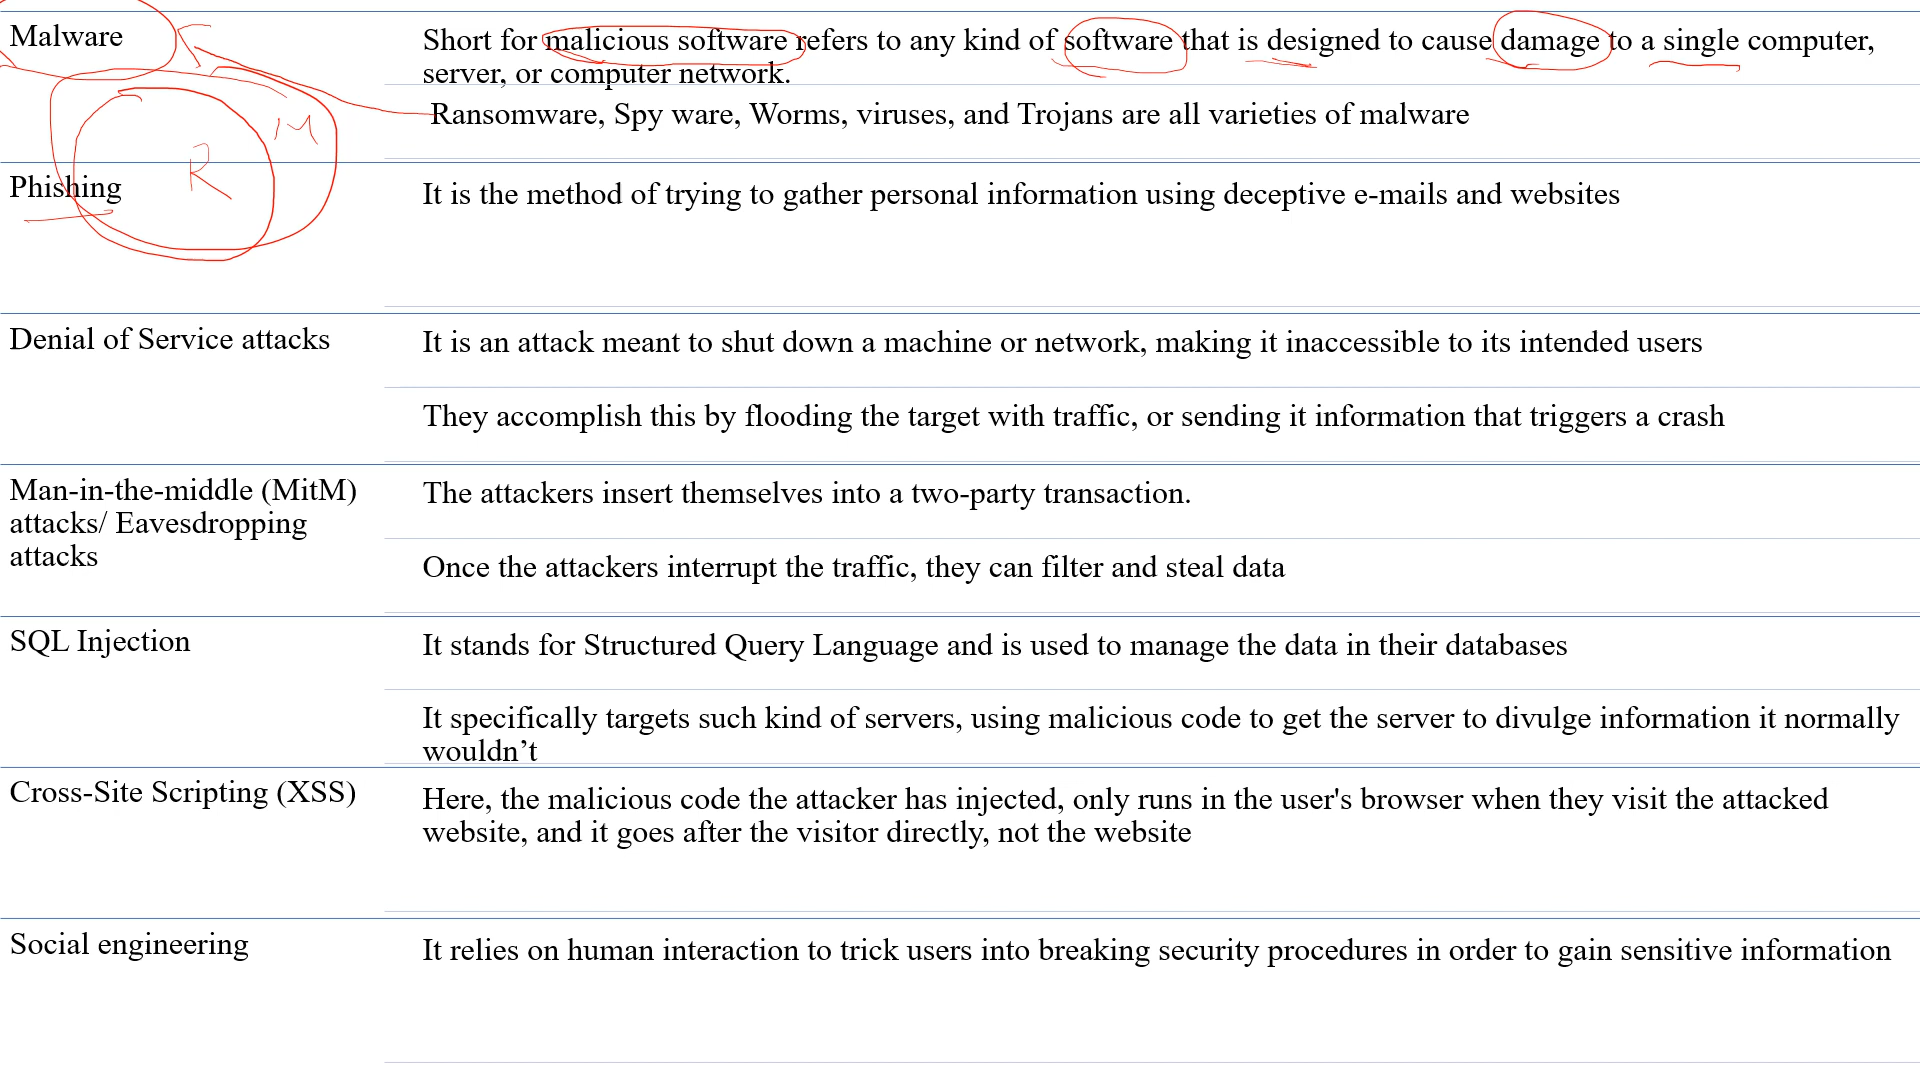 Malware
Short for malicious software refers to any kind of software that is designed to cause damage to a single computer,
server, or computer network.
Ransomware, Spy ware, Worms, viruses, and Trojans are all varieties of malware
M
R
Phishing
It is the method of trying to gather personal information using deceptive e-mails and websites
Denial of Service attacks
It is an attack meant to shut down a machine or network, making it inaccessible to its intended users
They accomplish this by flooding the target with traffic, or sending it information that triggers a crash
Man-in-the-middle (MitM)
attacks/ Eavesdropping
attacks
The attackers insert themselves into a two-party transaction.
Once the attackers interrupt the traffic, they can filter and steal data
SQL Injection
It stands for Structured Query Language and is used to manage the data in their databases
It specifically targets such kind of servers, using malicious code to get the server to divulge information it normally
wouldn’t
Cross-Site Scripting (XSS)
Here, the malicious code the attacker has injected, only runs in the user's browser when they visit the attacked
website, and it goes after the visitor directly, not the website
Social engineering
It relies on human interaction to trick users into breaking security procedures in order to gain sensitive information